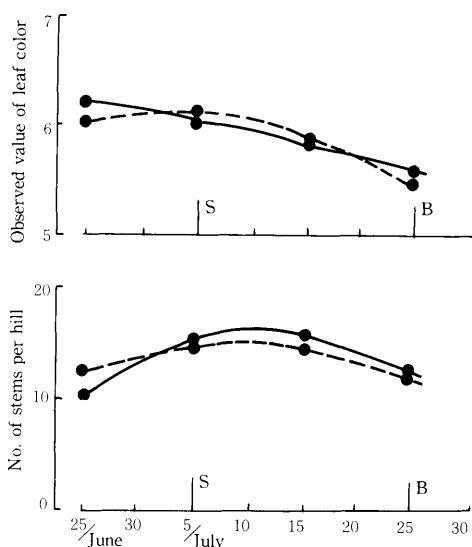 Observed value of leaf color
7
6
5
S
B
No. of stems per hill
20
10
0
S
B
25 30 5 10 15 20 25 30
/June /July